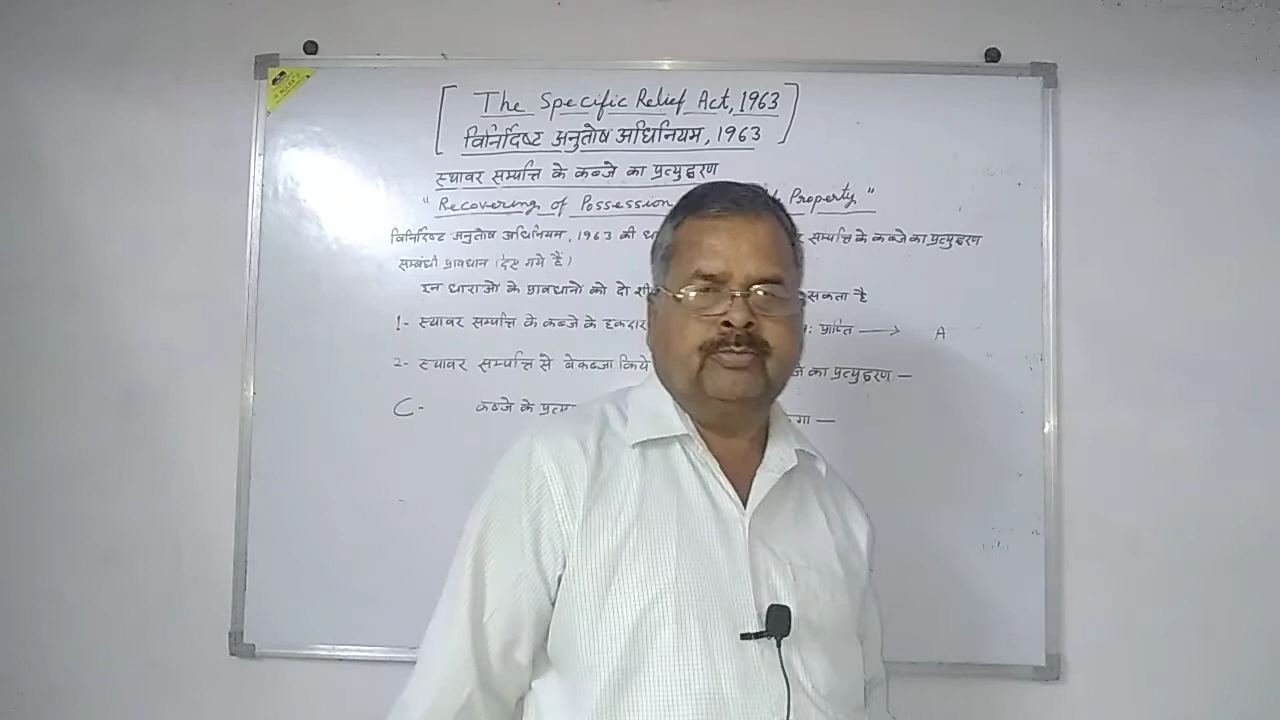 [ The Specific Relief Act, 1963
विनिर्दिष्ट अनुतोष अधिनियम, 1963 ]
स्थावर सम्पत्ति के कब्जे का प्रत्युद्धरण
" Recovering of Possession Property "
विनिर्दिष्ट अनुतोष अधिनियम, 1963 की सम्पत्ति के कब्जे का प्रत्युद्धरण
सम्बंधी प्रावधान दिए गये हैं।
इन धाराओं के प्रावधानों को दो सकता है
1- स्थावर सम्पत्ति के कब्जे के हकदार प्राप्ति → A
2- स्थावर सम्पत्ति से बेकब्जा किये का प्रत्युद्धरण —
C- कब्जे के —